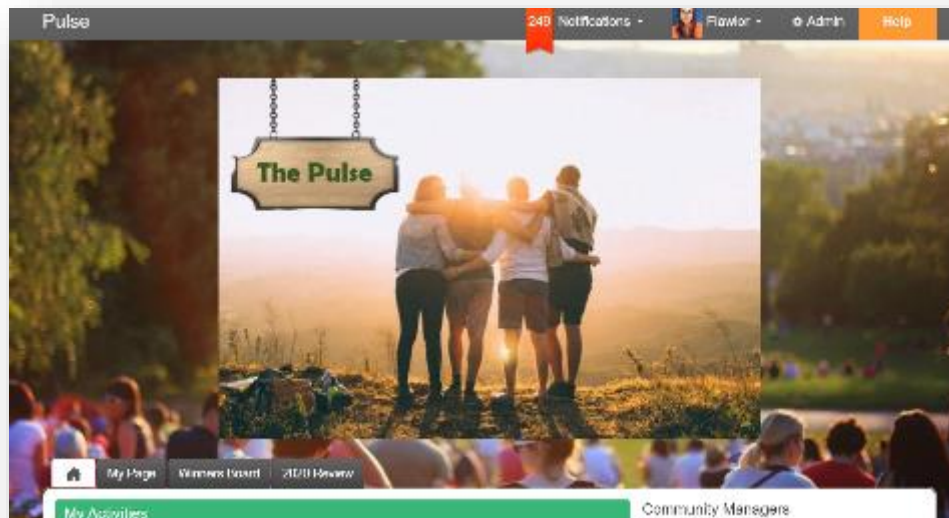 Pulse
249 Notifications
Flawlor
Admin
Help
The Pulse
My Page
Winners Board
2020 Review
My Activities
Community Managers